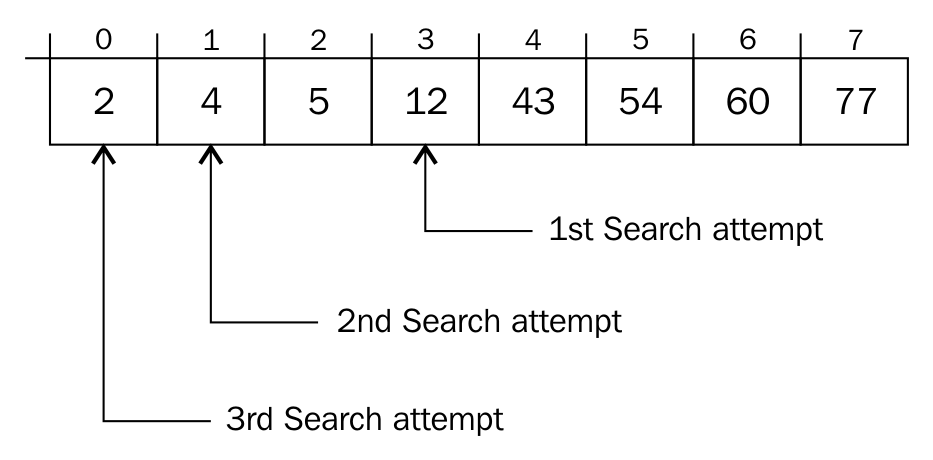 0 1 2 3 4 5 6 7
2 4 5 12 43 54 60 77
1st Search attempt
2nd Search attempt
3rd Search attempt